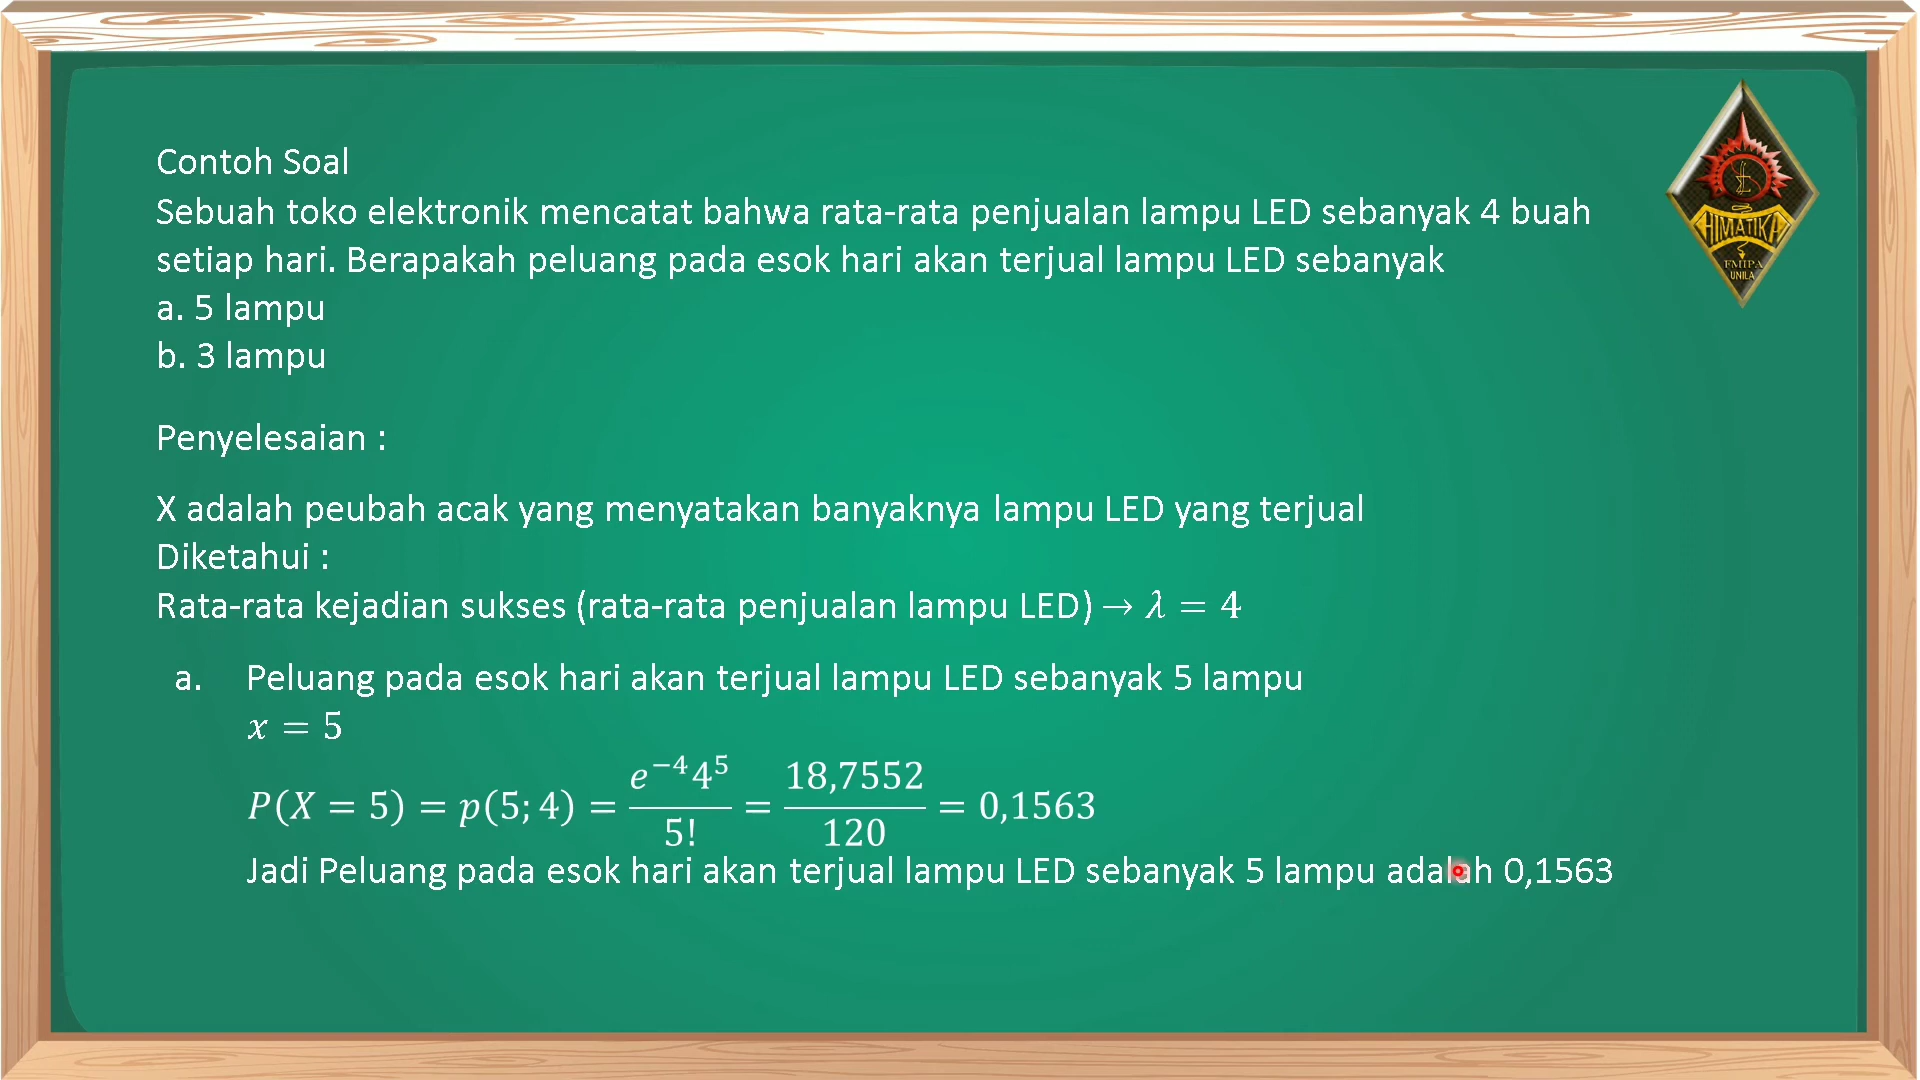 Contoh Soal
Sebuah toko elektronik mencatat bahwa rata-rata penjualan lampu LED sebanyak 4 buah
setiap hari. Berapakah peluang pada esok hari akan terjual lampu LED sebanyak
a. 5 lampu
b. 3 lampu
Penyelesaian :
X adalah peubah acak yang menyatakan banyaknya lampu LED yang terjual
Diketahui :
Rata-rata kejadian sukses (rata-rata penjualan lampu LED) → λ = 4
a. Peluang pada esok hari akan terjual lampu LED sebanyak 5 lampu
x = 5
P(X = 5) = p(5; 4) = e⁻⁴4⁵/5! = 18,7552/120 = 0,1563
Jadi Peluang pada esok hari akan terjual lampu LED sebanyak 5 lampu adalah 0,1563
HIMATIKA
FMIPA
UNILA